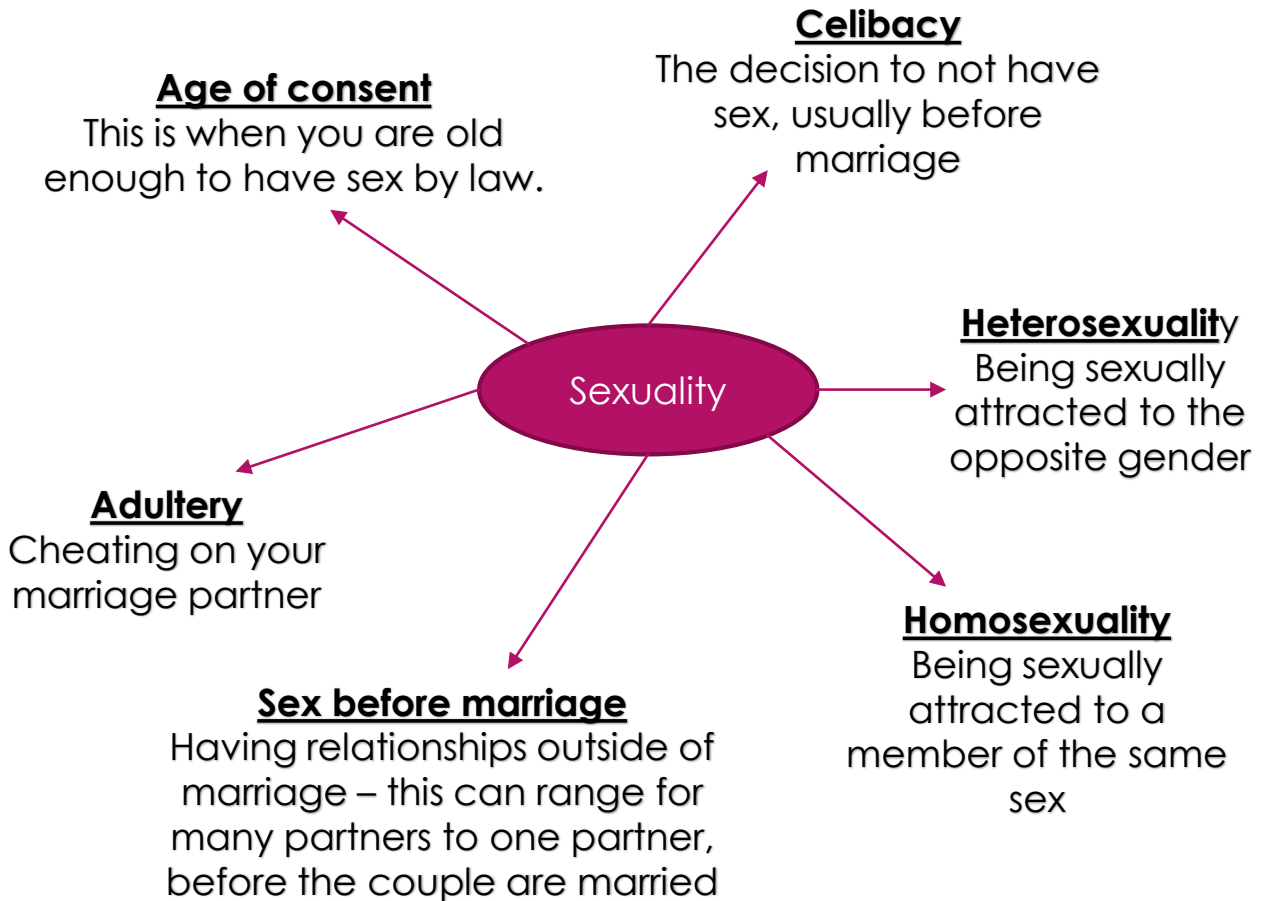 Celibacy
The decision to not have
sex, usually before
marriage
Age of consent
This is when you are old
enough to have sex by law.
Heterosexuality
Being sexually
attracted to the
opposite gender
Sexuality
Adultery
Cheating on your
marriage partner
Homosexuality
Being sexually
attracted to a
member of the same
sex
Sex before marriage
Having relationships outside of
marriage – this can range for
many partners to one partner,
before the couple are married